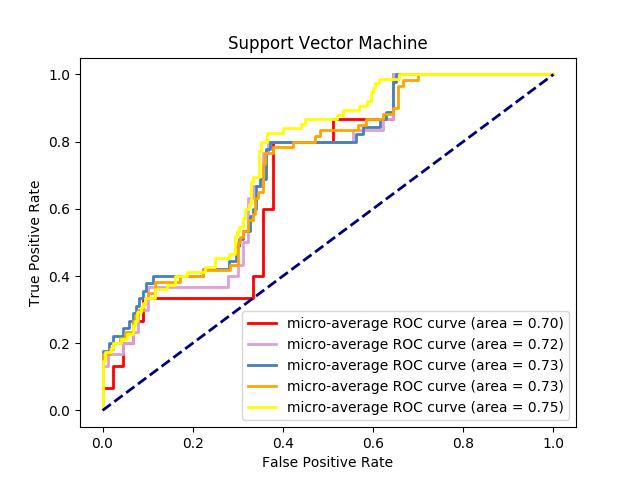 Support Vector Machine
True Positive Rate
1.0
0.8
0.6
0.4
0.2
0.0
micro-average ROC curve (area = 0.70)
micro-average ROC curve (area = 0.72)
micro-average ROC curve (area = 0.73)
micro-average ROC curve (area = 0.73)
micro-average ROC curve (area = 0.75)
0.0 0.2 0.4 0.6 0.8 1.0
False Positive Rate